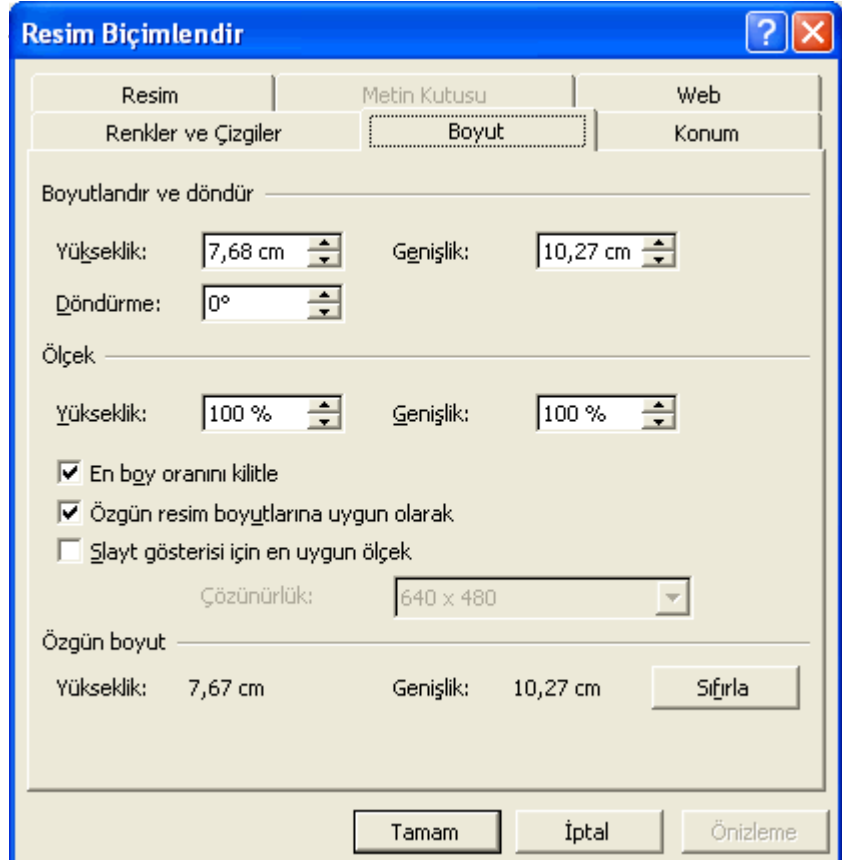 Resim Biçimlendir
Resim Metin Kutusu Web
Renkler ve Çizgiler Boyut Konum
Boyutlandır ve döndür
Yükseklik: 7,68 cm Genişlik: 10,27 cm
Döndürme: 0°
Ölçek
Yükseklik: 100 % Genişlik: 100 %
En boy oranını kilitle
Özgün resim boyutlarına uygun olarak
Slayt gösterisi için en uygun ölçek
Çözünürlük: 640 x 480
Özgün boyut
Yükseklik: 7,67 cm Genişlik: 10,27 cm Sıfırla
Tamam İptal Önizleme